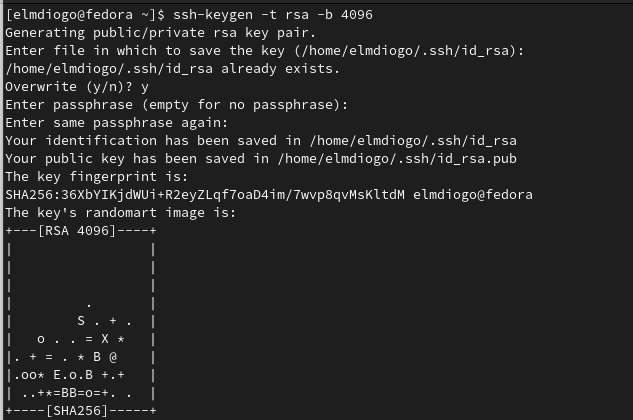 [elmdiogo@fedora ~]$ ssh-keygen -t rsa -b 4096
Generating public/private rsa key pair.
Enter file in which to save the key (/home/elmdiogo/.ssh/id_rsa):
/home/elmdiogo/.ssh/id_rsa already exists.
Overwrite (y/n)? y
Enter passphrase (empty for no passphrase):
Enter same passphrase again:
Your identification has been saved in /home/elmdiogo/.ssh/id_rsa
Your public key has been saved in /home/elmdiogo/.ssh/id_rsa.pub
The key fingerprint is:
SHA256:36XbYIKjdWUi+R2eyZLqf7oaD4im/7wvp8qvMsKltdM elmdiogo@fedora
The key's randomart image is:
+---[RSA 4096]----+
|                 |
|                 |
|                 |
|         .       |
|        S . + .  |
|   o . . = X *   |
|. + = . * B @    |
|.oo* E.o.B +.+   |
| ..+*=BB=o=+. .  |
+----[SHA256]-----+